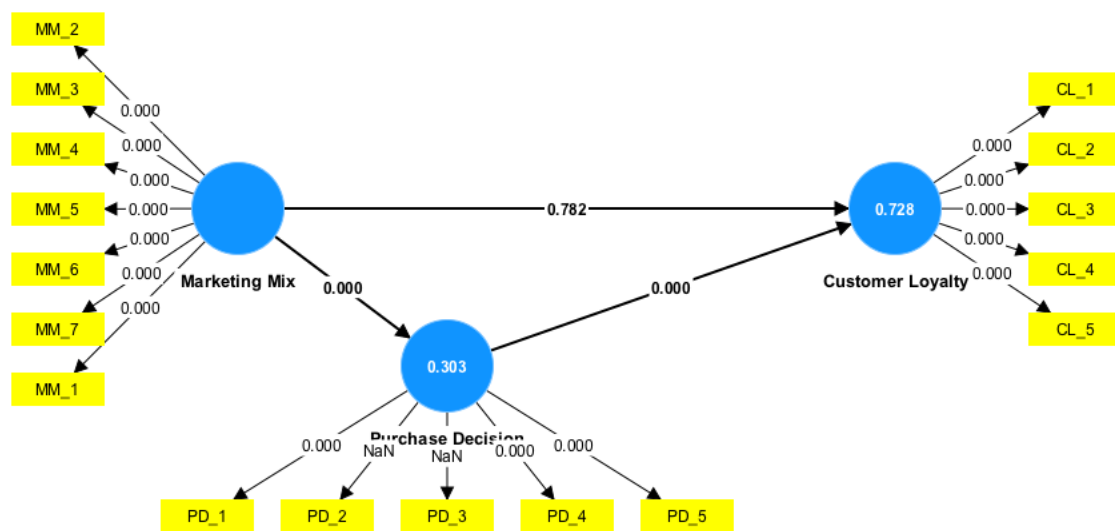 MM_2
MM_3
MM_4
MM_5
MM_6
MM_7
MM_1
0.000
0.000
0.000
0.000
0.000
0.000
0.000
Marketing Mix
0.782
0.000
0.000
0.303
Purchase Decision
0.000
NaN
NaN
0.000
0.000
PD_1
PD_2
PD_3
PD_4
PD_5
0.728
Customer Loyalty
0.000
0.000
0.000
0.000
0.000
CL_1
CL_2
CL_3
CL_4
CL_5